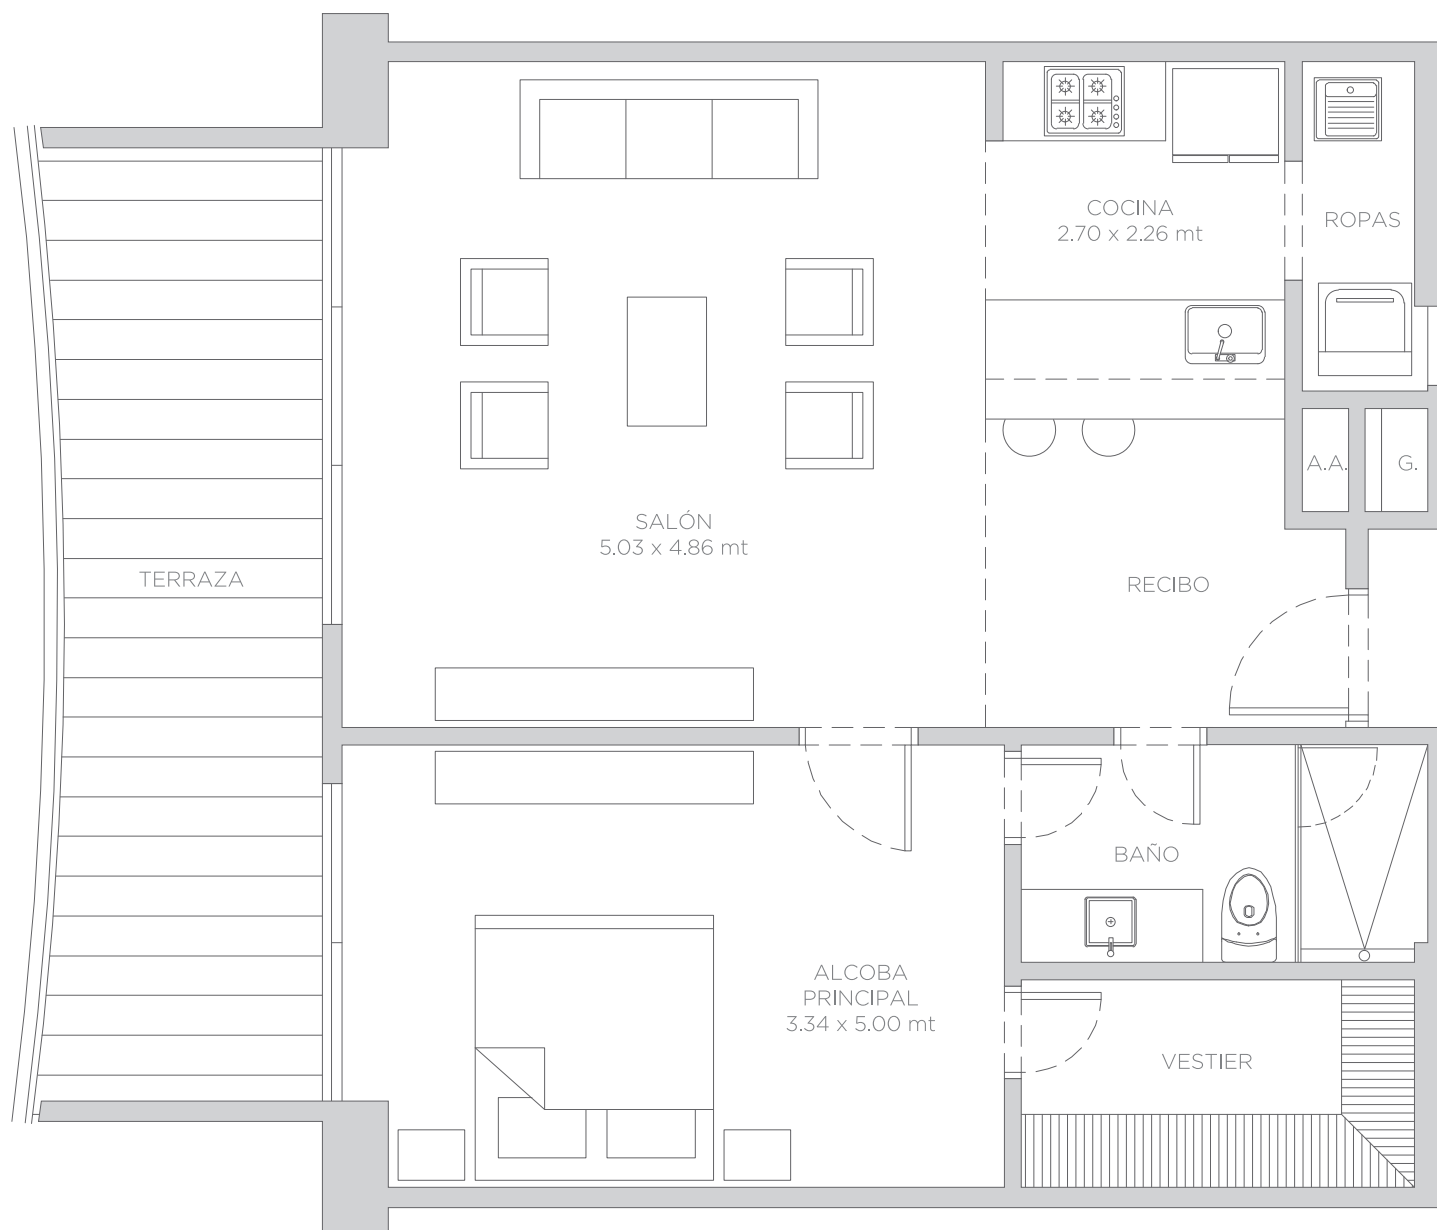 COCINA
2.70 x 2.26 mt
ROPAS
A.A.
G.
SALÓN
5.03 x 4.86 mt
TERRAZA
RECIBO
BAÑO
ALCOBA
PRINCIPAL
3.34 x 5.00 mt
VESTIER